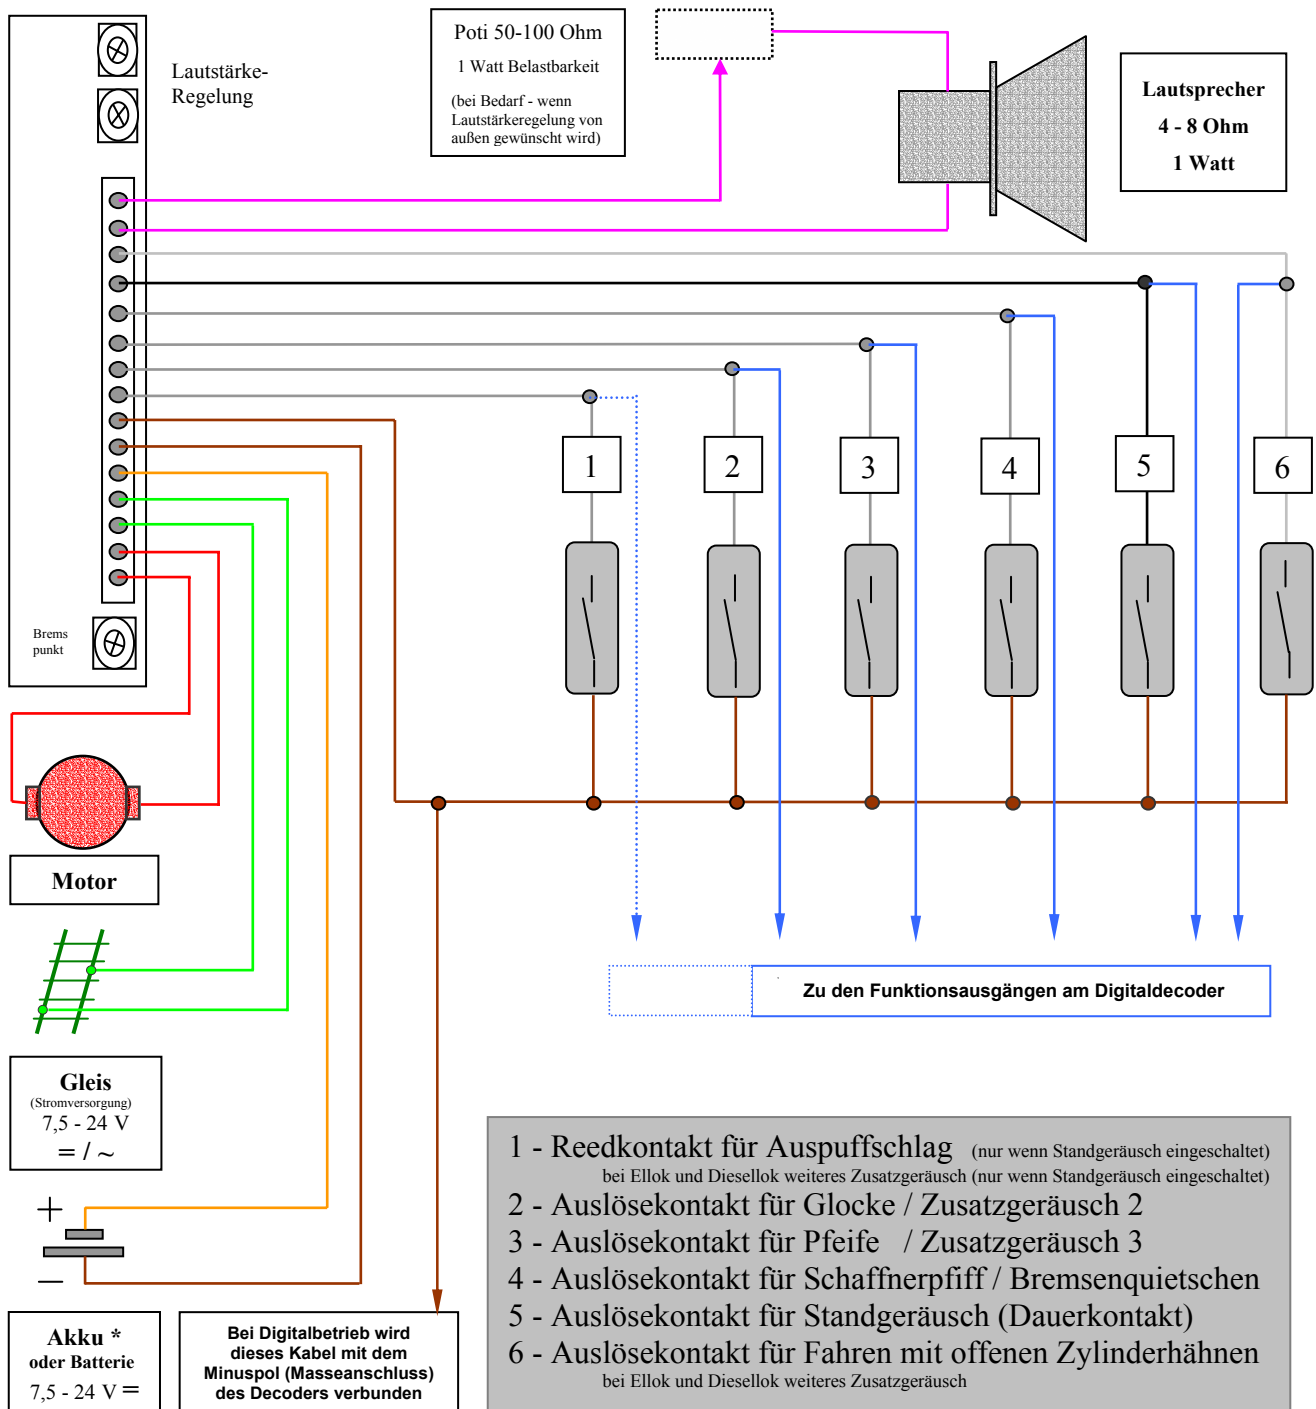 Lautstärke-
Regelung
Poti 50-100 Ohm
1 Watt Belastbarkeit
(bei Bedarf - wenn
Lautstärkeregelung von
außen gewünscht wird)
Lautsprecher
4 - 8 Ohm
1 Watt
1
2
3
4
5
6
Brems
punkt
Motor
Zu den Funktionsausgängen am Digitaldecoder
Gleis
(Stromversorgung)
7,5 - 24 V
= / ~
+
−
Akku *
oder Batterie
7,5 - 24 V =
Bei Digitalbetrieb wird
dieses Kabel mit dem
Minuspol (Masseanschluss)
des Decoders verbunden
1 - Reedkontakt für Auspuffschlag (nur wenn Standgeräusch eingeschaltet)
bei Ellok und Diesellok weiteres Zusatzgeräusch (nur wenn Standgeräusch eingeschaltet)
2 - Auslösekontakt für Glocke / Zusatzgeräusch 2
3 - Auslösekontakt für Pfeife / Zusatzgeräusch 3
4 - Auslösekontakt für Schaffnerpfiff / Bremsenquietschen
5 - Auslösekontakt für Standgeräusch (Dauerkontakt)
6 - Auslösekontakt für Fahren mit offenen Zylinderhähnen
bei Ellok und Diesellok weiteres Zusatzgeräusch